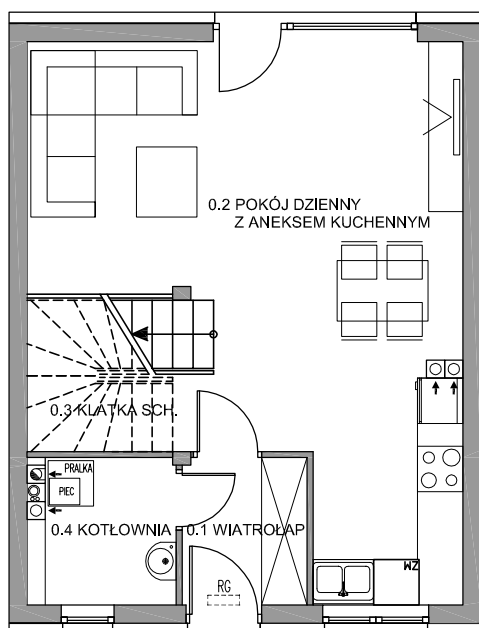 0.2 POKÓJ DZIENNY
Z ANEKSEM KUCHENNYM
0.3 KLATKA SCH.
PRALKA
PIEC
0.4 KOTŁOWNIA
0.1 WIATROŁAP
RG
ZM